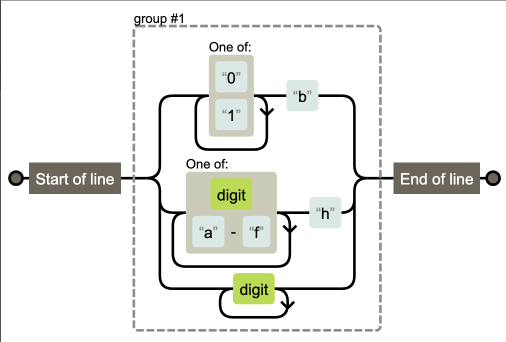 group #1
One of:
“0”
“1”
“b”
One of:
Start of line
End of line
digit
“a” - “f”
“h”
digit